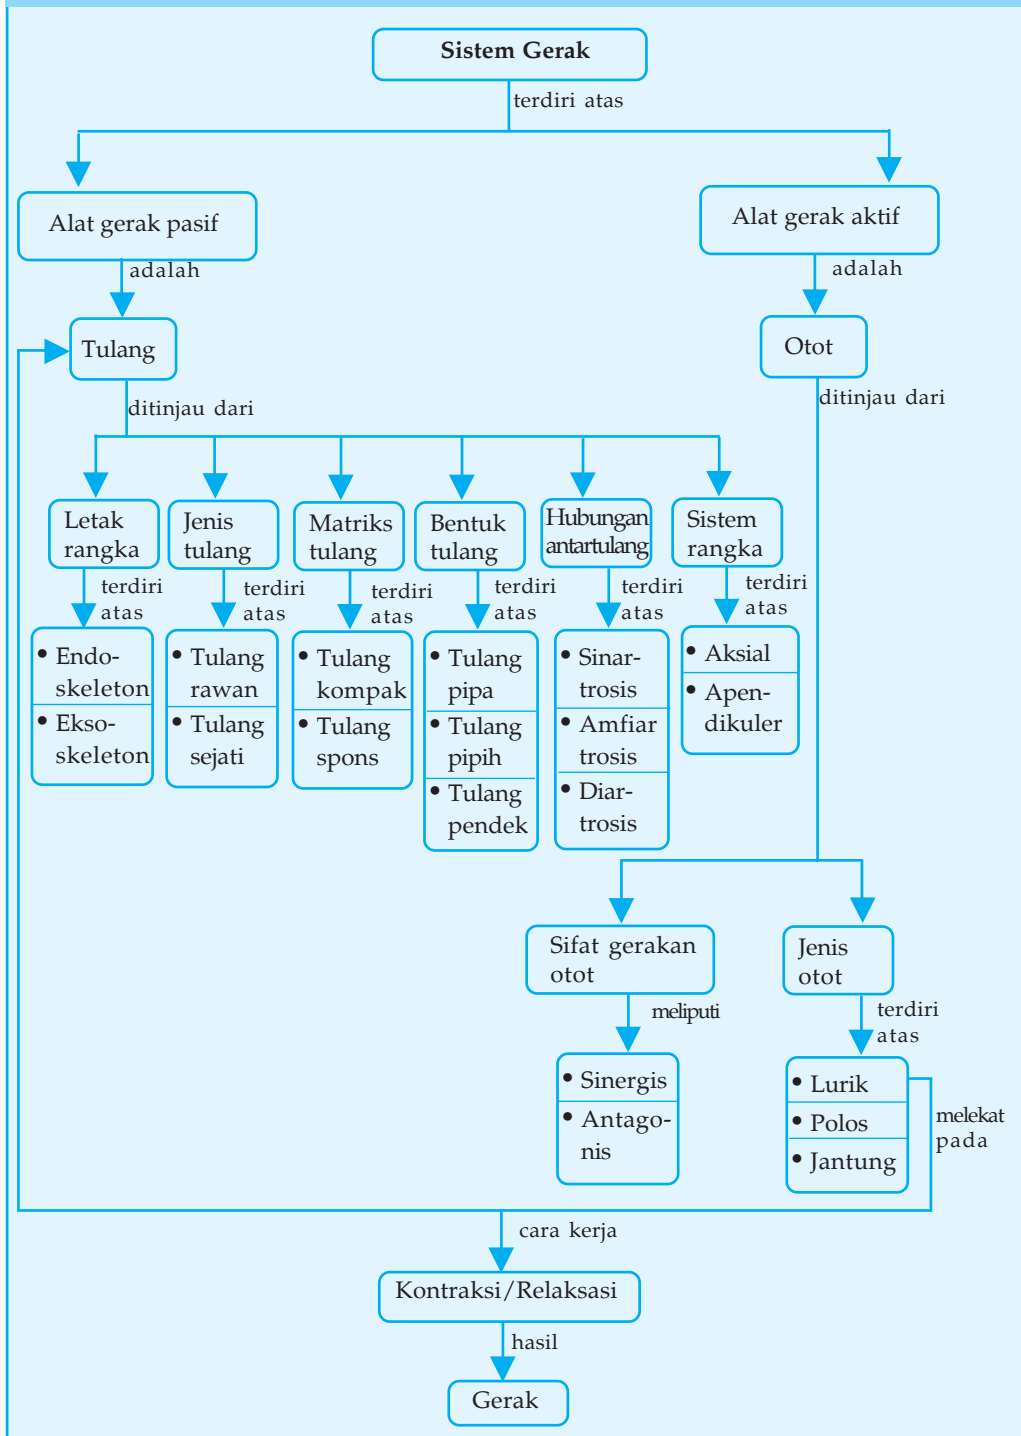 Sistem Gerak
terdiri atas
Alat gerak pasif
Alat gerak aktif
adalah
adalah
Tulang
Otot
ditinjau dari
ditinjau dari
Letak
rangka
Jenis
tulang
Matriks
tulang
Bentuk
tulang
Hubungan
antartulang
Sistem
rangka
terdiri
atas
terdiri
atas
terdiri
atas
terdiri
atas
terdiri
atas
terdiri
atas
• Endo-
skeleton
• Ekso-
skeleton
• Tulang
rawan
• Tulang
sejati
• Tulang
kompak
• Tulang
spons
• Tulang
pipa
• Tulang
pipih
• Tulang
pendek
• Sinar-
trosis
• Amfiar
trosis
• Diar-
trosis
• Aksial
• Apen-
dikuler
Sifat gerakan
otot
Jenis
otot
meliputi
terdiri
atas
• Sinergis
• Antago-
nis
• Lurik
• Polos
• Jantung
melekat
pada
cara kerja
Kontraksi/Relaksasi
hasil
Gerak